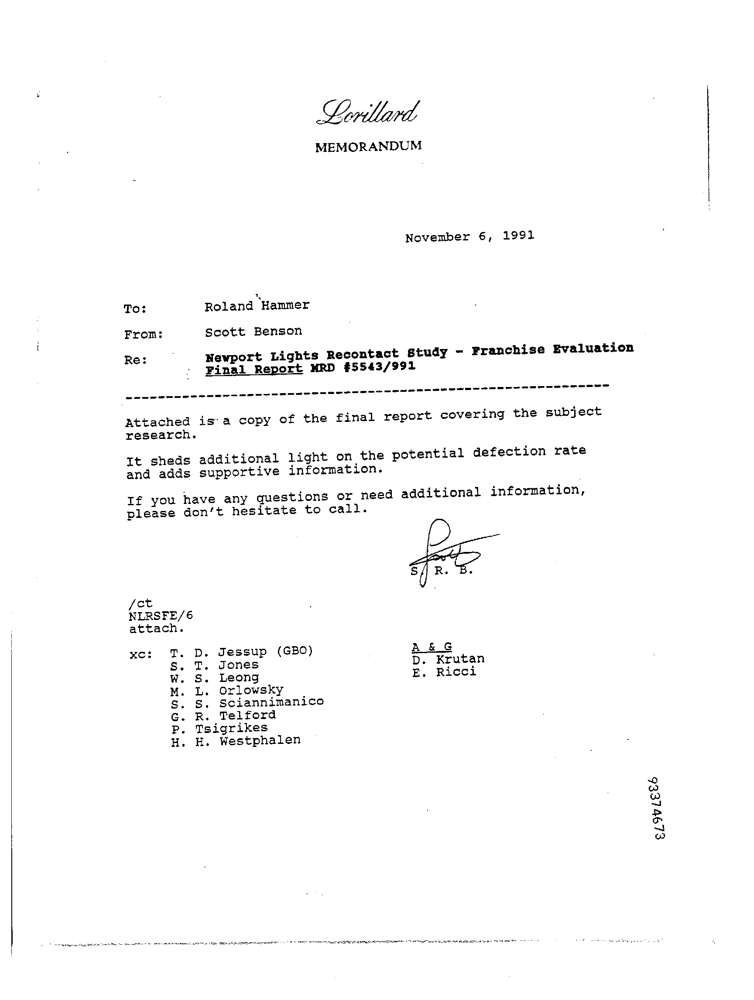 Lorillard
MEMORANDUM
November 6, 1991
To: Roland Hammer
From: Scott Benson
Re: Newport Lights Recontact Study - Franchise Evaluation
Final Report MRD #5543/991
------------------------------------------------------------
Attached is a copy of the final report covering the subject
research.
It sheds additional light on the potential defection rate
and adds supportive information.
If you have any questions or need additional information,
please don't hesitate to call.
S. R. B.
/ct
NLRSFE/6
attach.
xc: T. D. Jessup (GBO)
S. T. Jones
W. S. Leong
M. L. Orlowsky
S. S. Sciannimanico
G. R. Telford
P. Tsigrikes
H. H. Westphalen
A & G
D. Krutan
E. Ricci
93374673